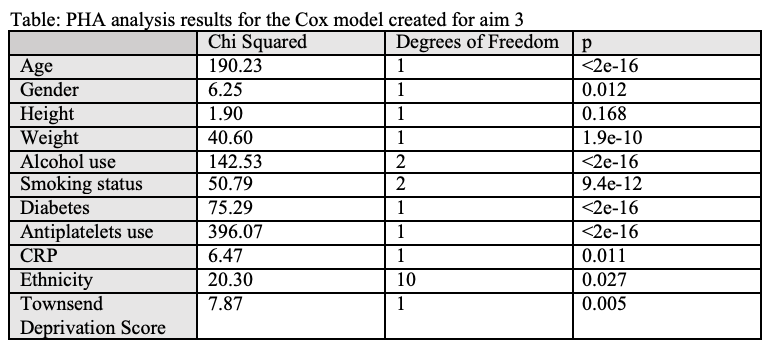 Table: PHA analysis results for the Cox model created for aim 3
Chi Squared Degrees of Freedom p
Age 190.23 1 <2e-16
Gender 6.25 1 0.012
Height 1.90 1 0.168
Weight 40.60 1 1.9e-10
Alcohol use 142.53 2 <2e-16
Smoking status 50.79 2 9.4e-12
Diabetes 75.29 1 <2e-16
Antiplatelets use 396.07 1 <2e-16
CRP 6.47 1 0.011
Ethnicity 20.30 10 0.027
Townsend 7.87 1 0.005
Deprivation Score